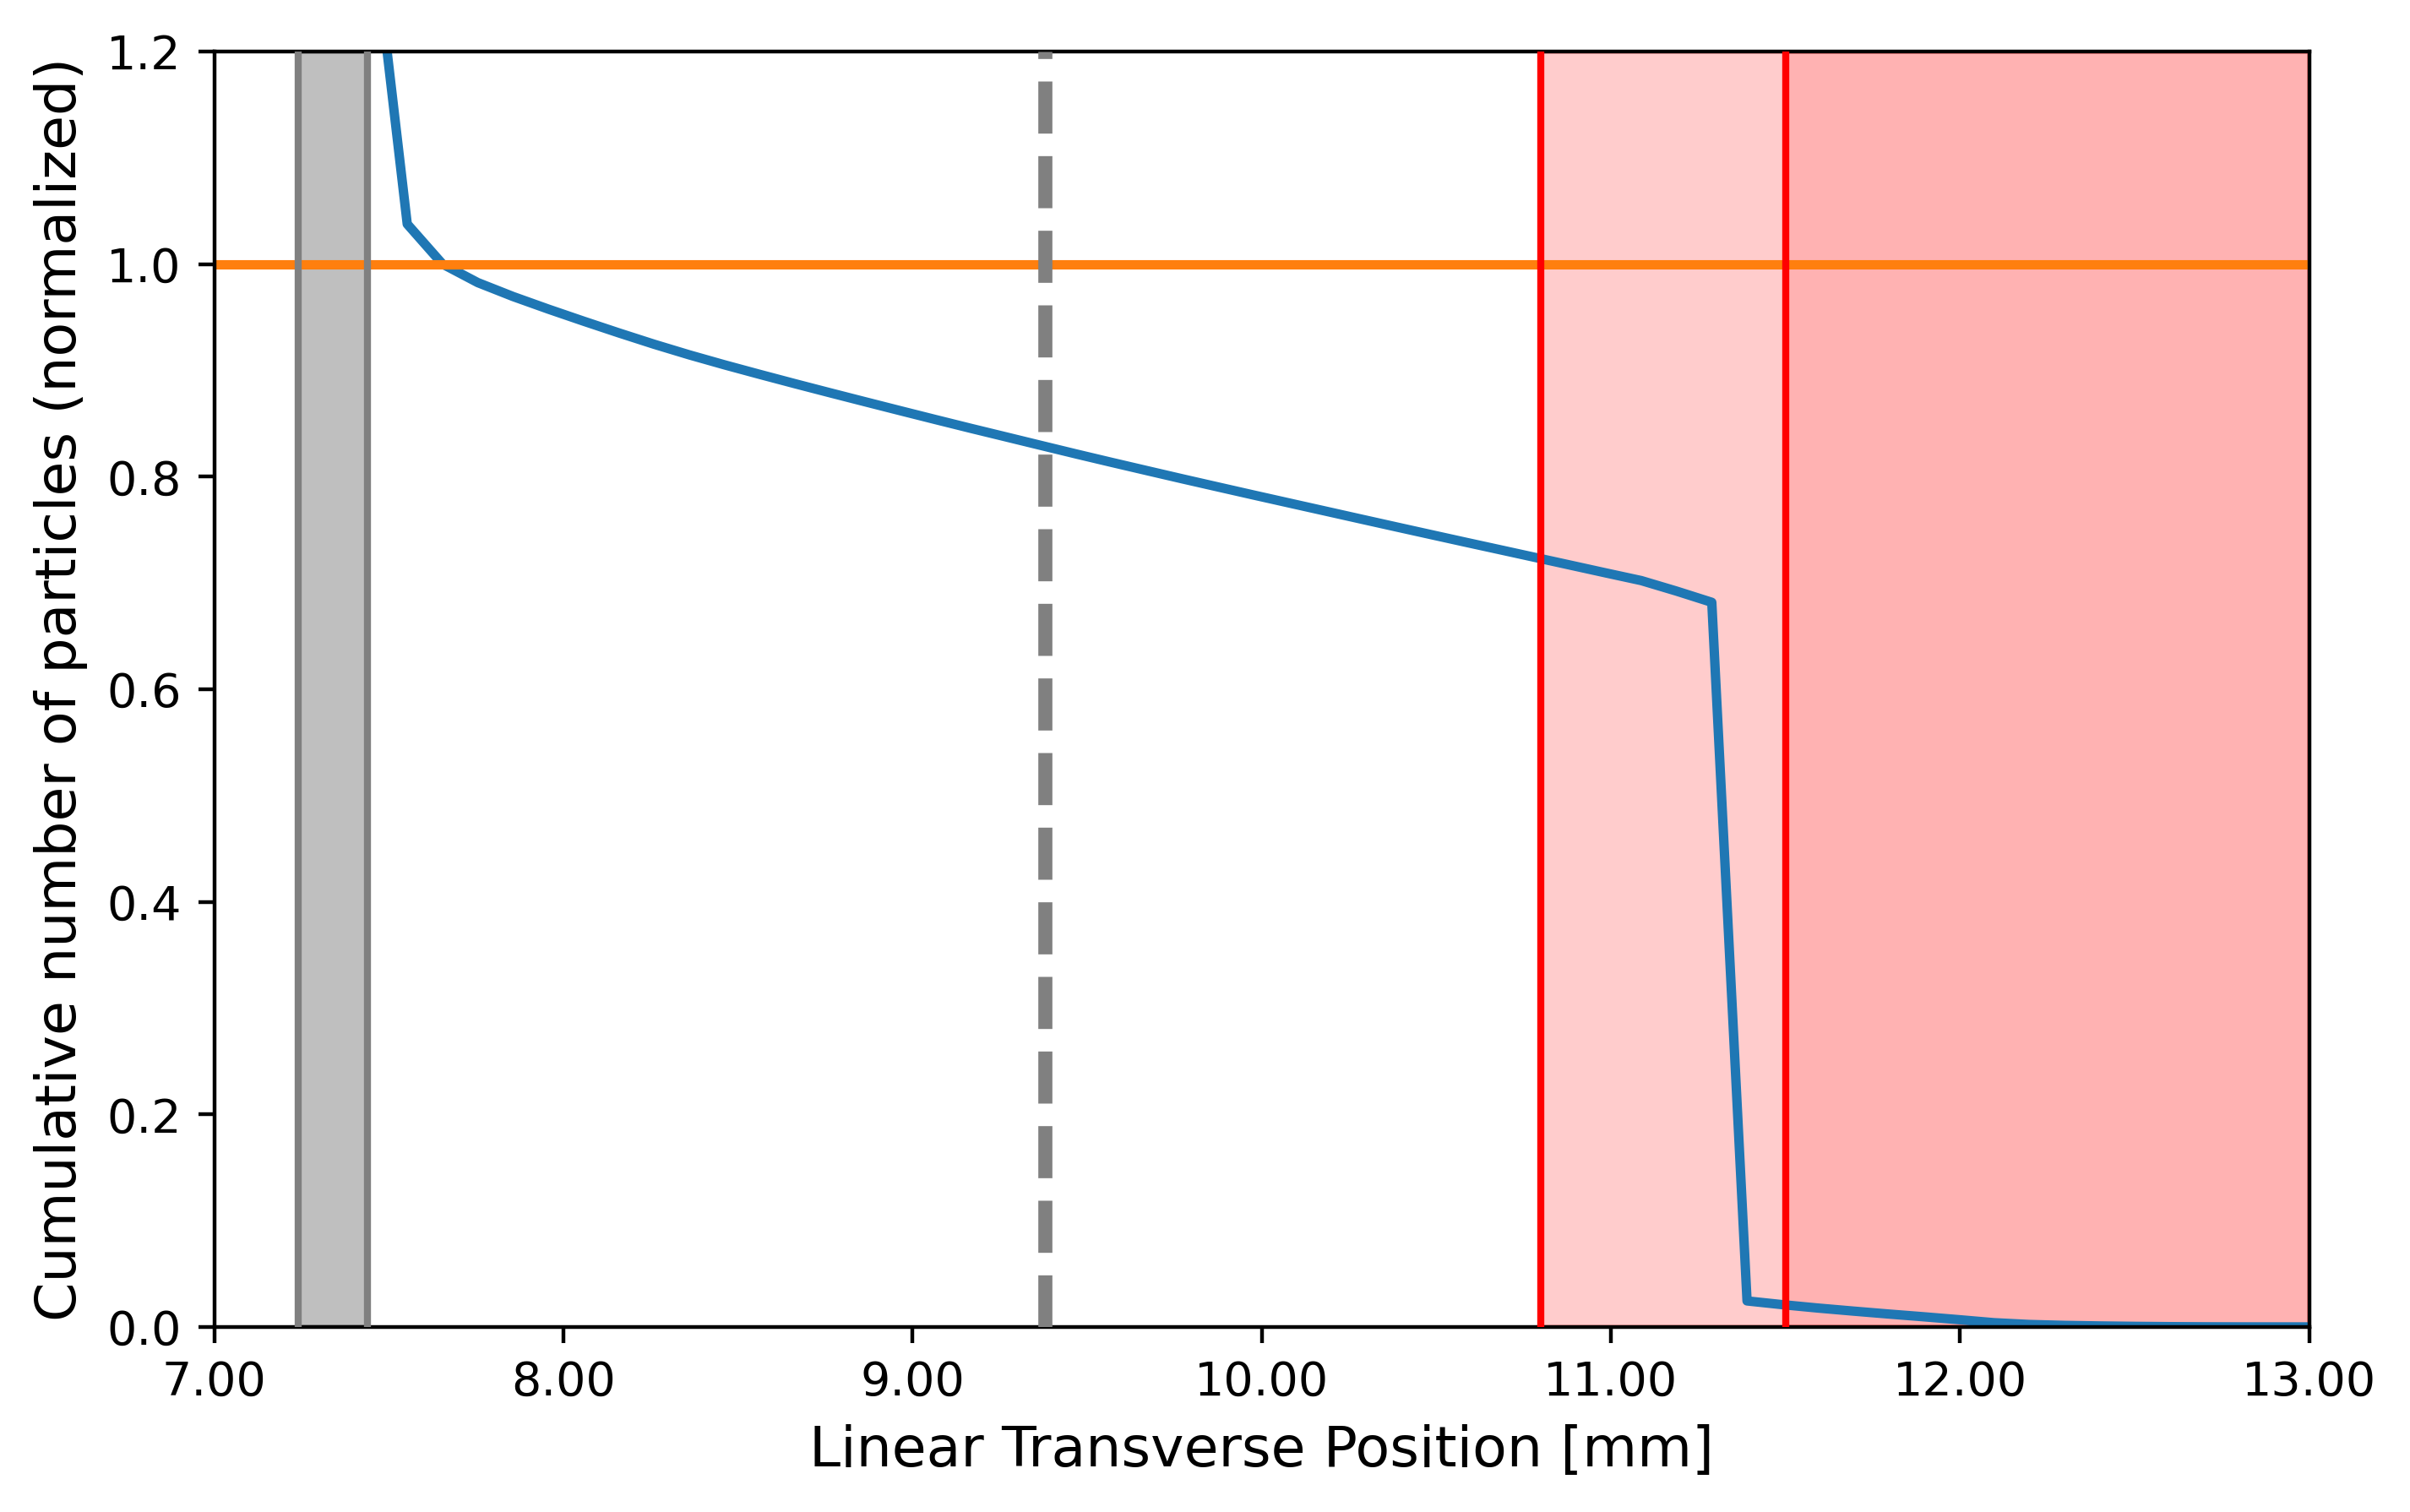 Cumulative number of particles (normalized)
1.2
1.0
0.8
0.6
0.4
0.2
0.0
7.00 8.00 9.00 10.00 11.00 12.00 13.00
Linear Transverse Position [mm]